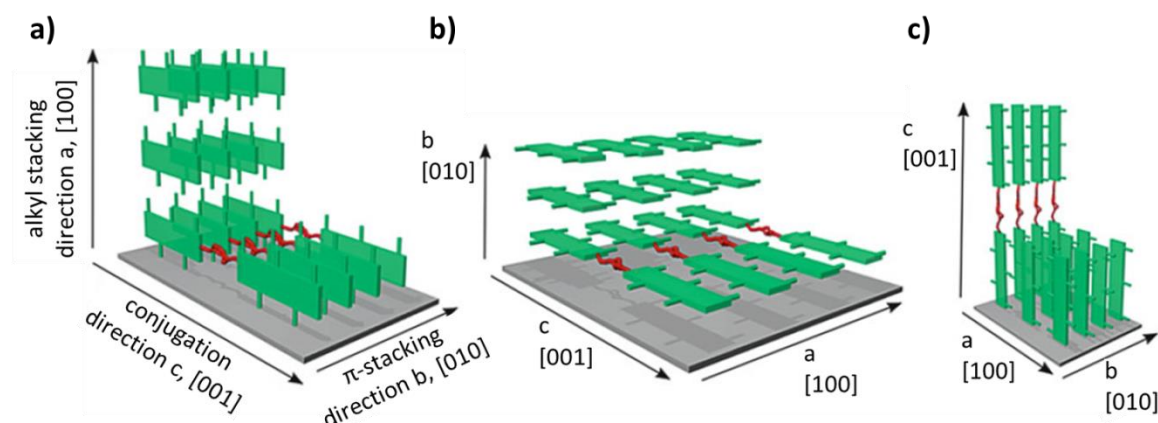 a)
alkyl stacking
direction a, [100]
conjugation
direction c, [001]
π-stacking
direction b, [010]
b)
b
[010]
c
[001]
a
[100]
c)
c
[001]
a
[100]
b
[010]